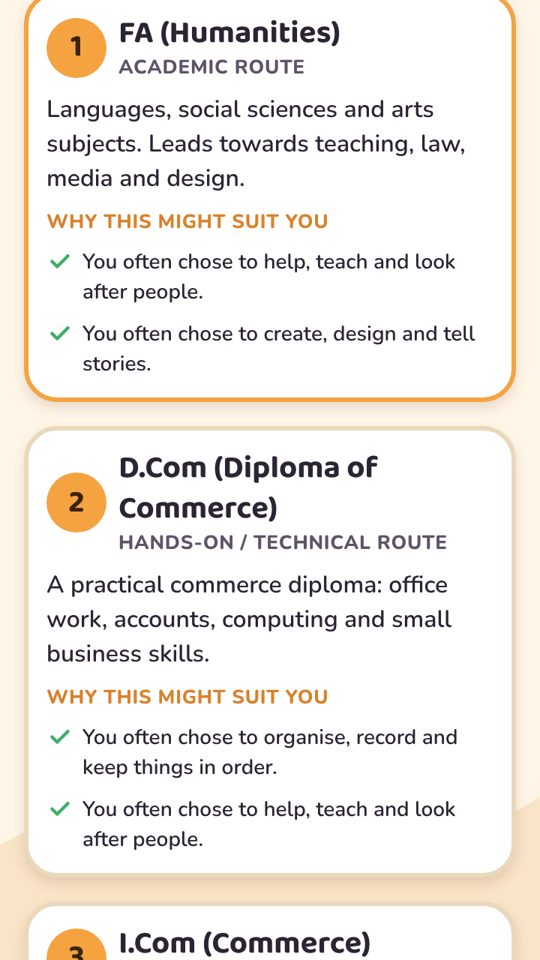 1
FA (Humanities)
ACADEMIC ROUTE
Languages, social sciences and arts
subjects. Leads towards teaching, law,
media and design.
WHY THIS MIGHT SUIT YOU
You often chose to help, teach and look
after people.
You often chose to create, design and tell
stories.
2
D.Com (Diploma of
Commerce)
HANDS-ON / TECHNICAL ROUTE
A practical commerce diploma: office
work, accounts, computing and small
business skills.
WHY THIS MIGHT SUIT YOU
You often chose to organise, record and
keep things in order.
You often chose to help, teach and look
after people.
3
I.Com (Commerce)